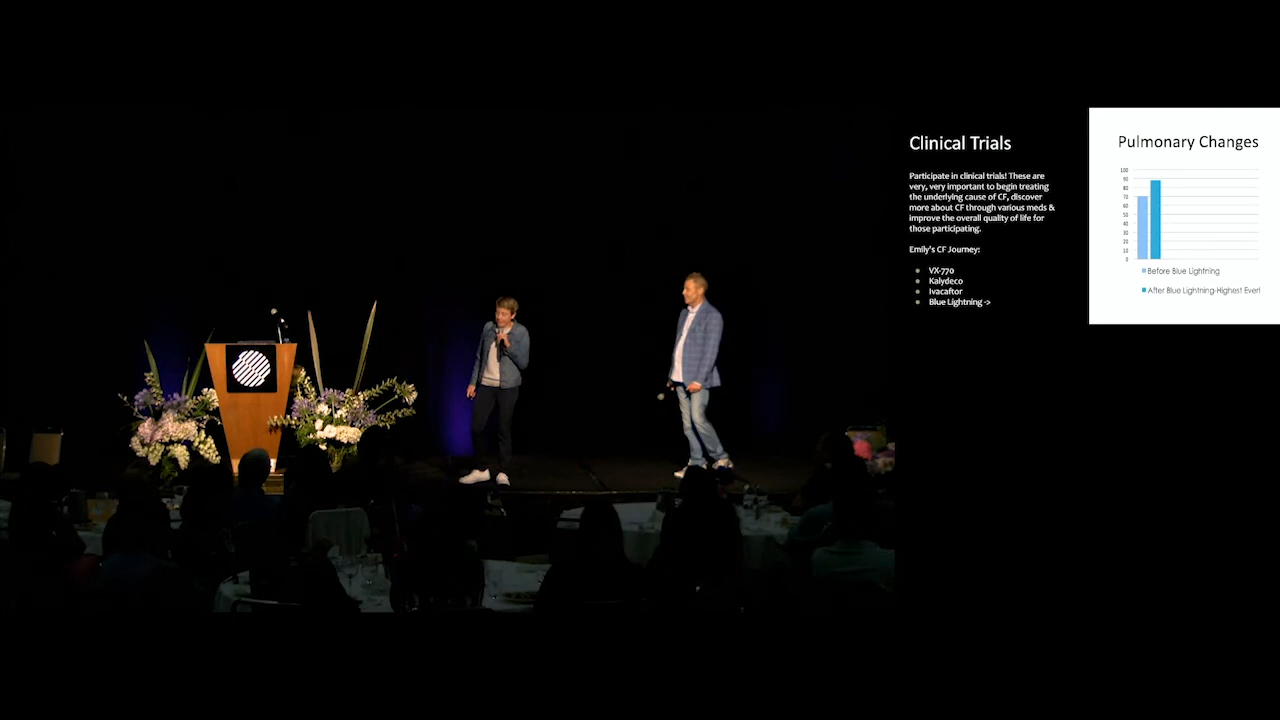 Clinical Trials
Participate in clinical trials! These are
very, very important to begin treating
the underlying cause of CF, discover
more about CF through various meds &
improve the overall quality of life for
those participating.
Emily's CF Journey:
VX-770
Kalydeco
Ivacaftor
Blue Lightning ->
Pulmonary Changes
100
90
80
70
60
50
40
30
20
10
0
Before Blue Lightning
After Blue Lightning-Highest Ever!